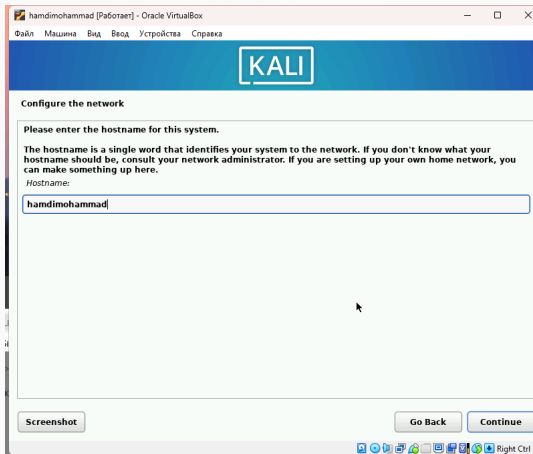 hamdimohammad [Работает] - Oracle VirtualBox
Файл Машина Вид Ввод Устройства Справка
KALI
Configure the network
Please enter the hostname for this system.
The hostname is a single word that identifies your system to the network. If you don't know what your
hostname should be, consult your network administrator. If you are setting up your own home network, you
can make something up here.
Hostname:
hamdimohammad
Screenshot Go Back Continue
Right Ctrl